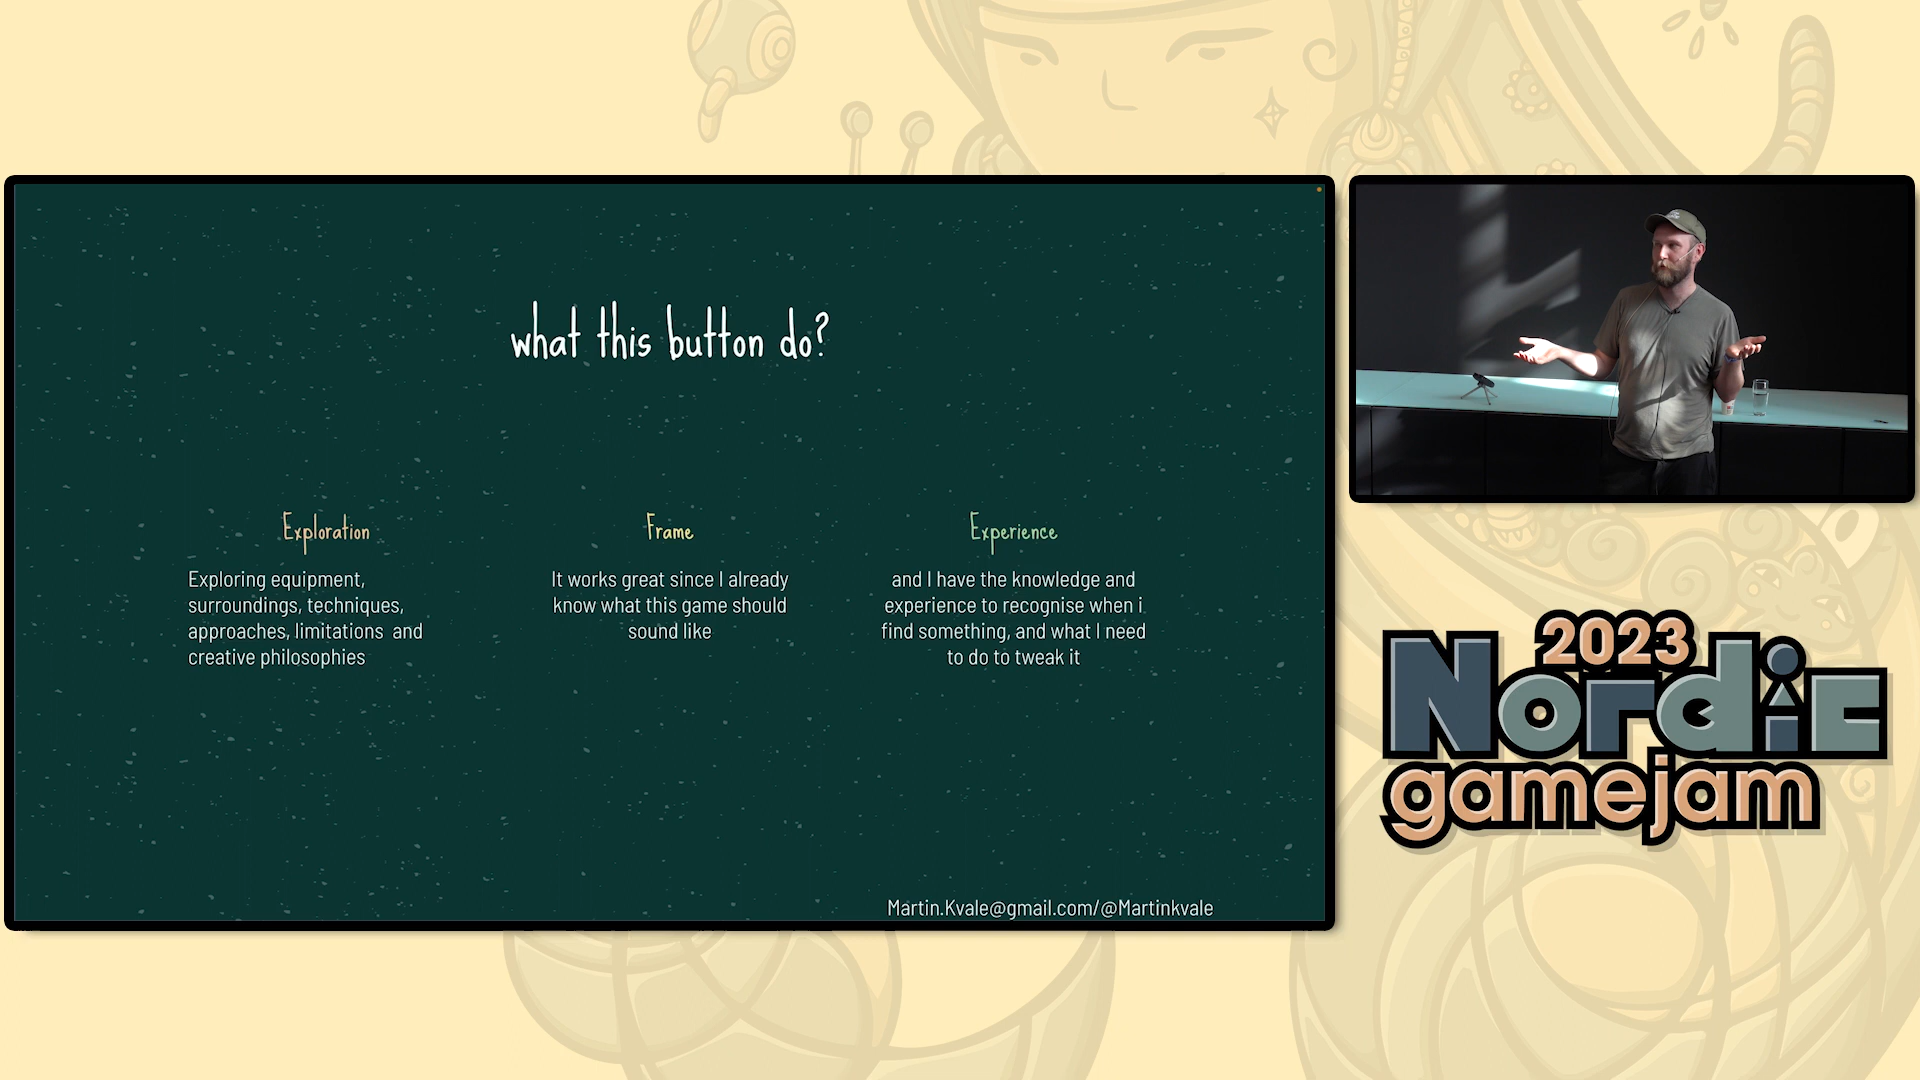 what this button do?
Exploration
Exploring equipment,
surroundings, techniques,
approaches, limitations and
creative philosophies
Frame
It works great since I already
know what this game should
sound like
Experience
and I have the knowledge and
experience to recognise when i
find something, and what I need
to do to tweak it
Martin.Kvale@gmail.com/@Martinkvale
2023
Nordic
gamejam